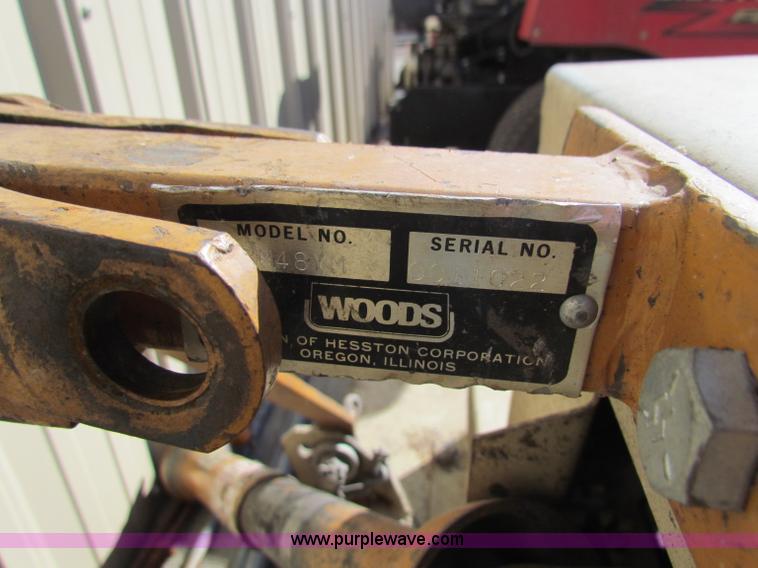 MODEL NO.
SERIAL NO.
WOODS
OF HESSTON CORPORATION
OREGON, ILLINOIS
www.purplewave.com